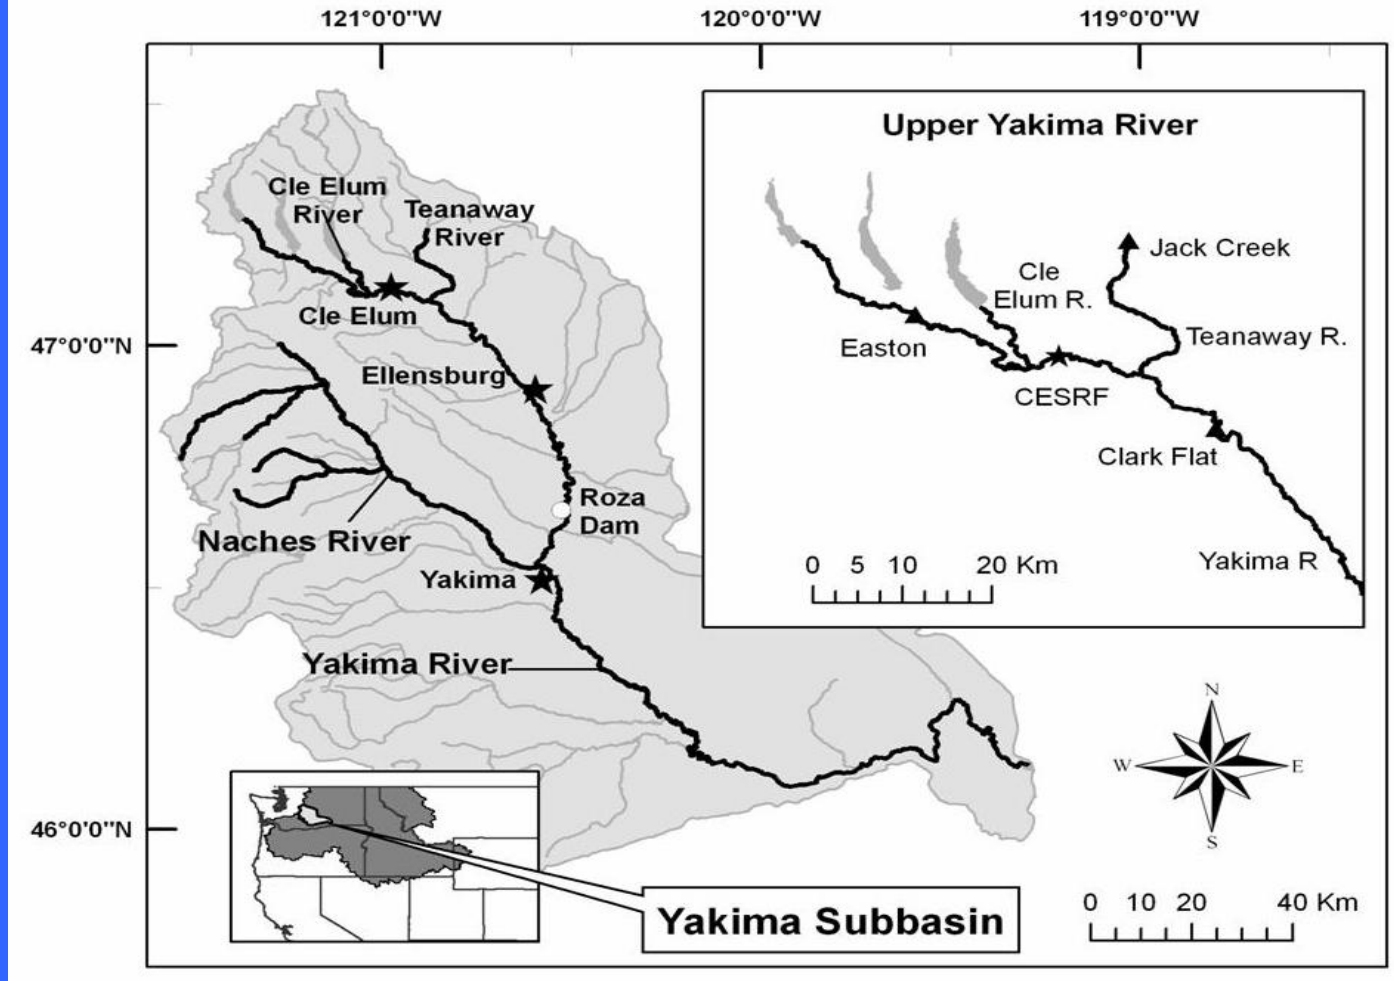 121°0'0"W
120°0'0"W
119°0'0"W
Upper Yakima River
Cle Elum
River
Teanaway
River
Cle Elum
47°0'0"N
Ellensburg
Roza
Dam
Naches River
Yakima
Yakima River
46°0'0"N
Jack Creek
Cle
Elum R.
Teanaway R.
Easton
CESRF
Clark Flat
Yakima R
0 5 10 20 Km
N
W E
S
Yakima Subbasin
0 10 20 40 Km